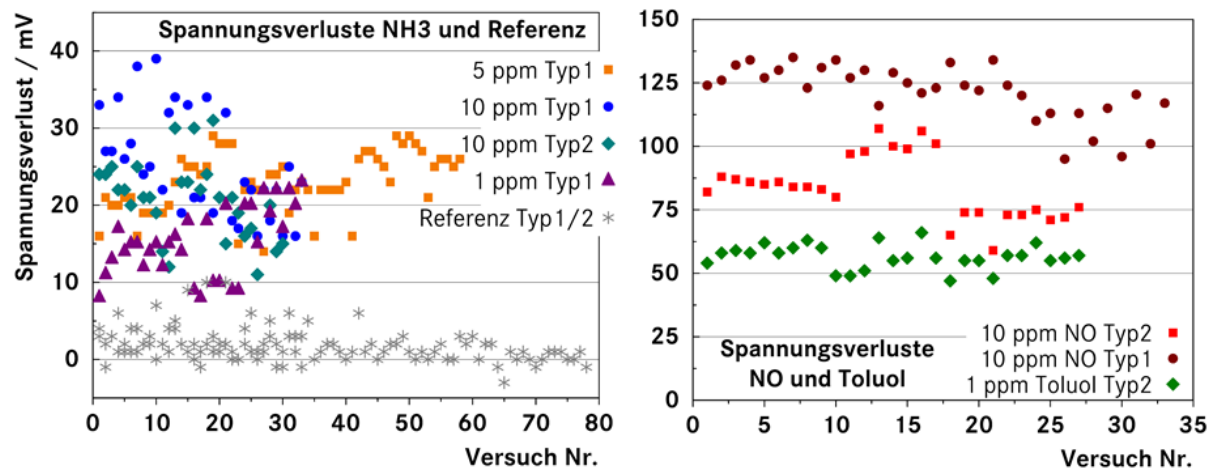 Spannungsverluste NH3 und Referenz
5 ppm Typ1
10 ppm Typ1
10 ppm Typ2
1 ppm Typ1
Referenz Typ1/2
Spannungsverlust / mV
40
30
20
10
0
0 10 20 30 40 50 60 70 80
Versuch Nr.
150
125
100
75
50
25
0
Spannungsverluste
NO und Toluol
10 ppm NO Typ2
10 ppm NO Typ1
1 ppm Toluol Typ2
0 5 10 15 20 25 30 35
Versuch Nr.